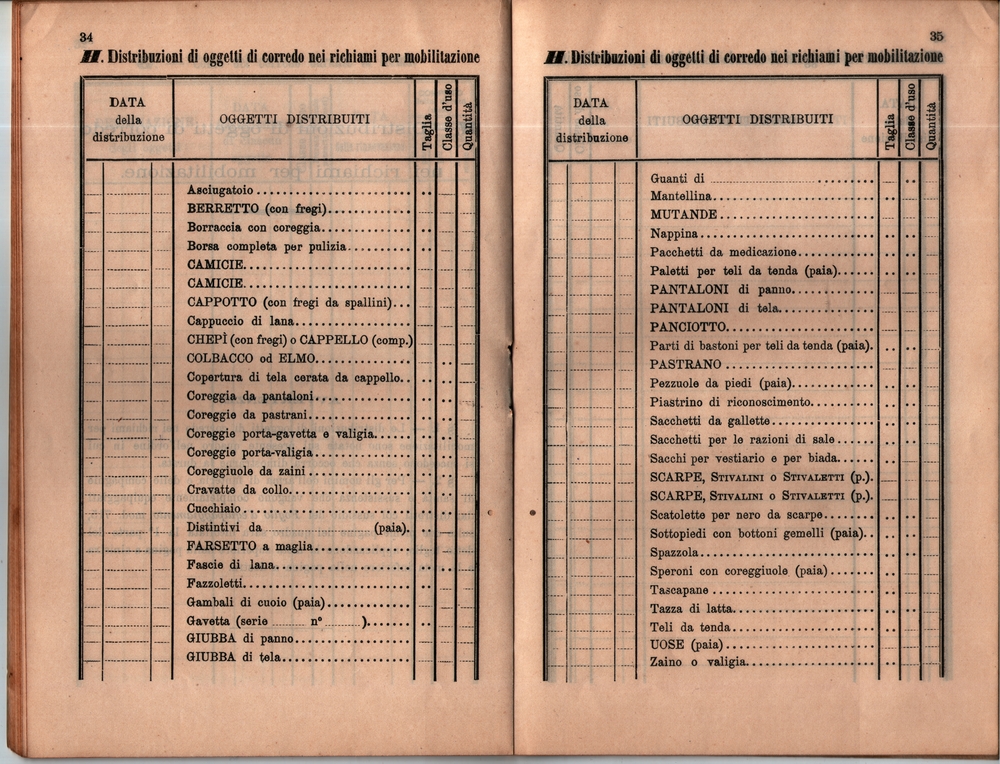 34
H. Distribuzioni di oggetti di corredo nei richiami per mobilitazione
DATA
della
distribuzione
OGGETTI DISTRIBUITI
Taglia
Classe d'uso
Quantità
Asciugatoio
BERRETTO (con fregi)
Borraccia con coreggia
Borsa completa per pulizia
CAMICIE
CAMICIE
CAPPOTTO (con fregi da spallini)
Cappuccio di lana
CHEPÌ (con fregi) o CAPPELLO (comp.)
COLBACCO od ELMO
Copertura di tela cerata da cappello
Coreggia da pantaloni
Coreggie da pastrani
Coreggie porta-gavetta e valigia
Coreggie porta-valigia
Coreggiuole da zaini
Cravatte da collo
Cucchiaio
Distintivi da (paia).
FARSETTO a maglia
Fascie di lana
Fazzoletti
Gambali di cuoio (paia)
Gavetta (serie n° )
GIUBBA di panno
GIUBBA di tela
35
H. Distribuzioni di oggetti di corredo nei richiami per mobilitazione
DATA
della
distribuzione
OGGETTI DISTRIBUITI
Taglia
Classe d'uso
Quantità
Guanti di
Mantellina
MUTANDE
Nappina
Pacchetti da medicazione
Paletti per teli da tenda (paia)
PANTALONI di panno
PANTALONI di tela
PANCIOTTO
Parti di bastoni per teli da tenda (paia).
PASTRANO
Pezzuole da piedi (paia)
Piastrino di riconoscimento
Sacchetti da gallette
Sacchetti per le razioni di sale
Sacchi per vestiario e per biada
SCARPE, STIVALINI o STIVALETTI (p.).
SCARPE, STIVALINI o STIVALETTI (p.).
Scatolette per nero da scarpe
Sottopiedi con bottoni gemelli (paia)
Spazzola
Speroni con coreggiuole (paia)
Tascapane
Tazza di latta
Teli da tenda
UOSE (paia)
Zaino o valigia